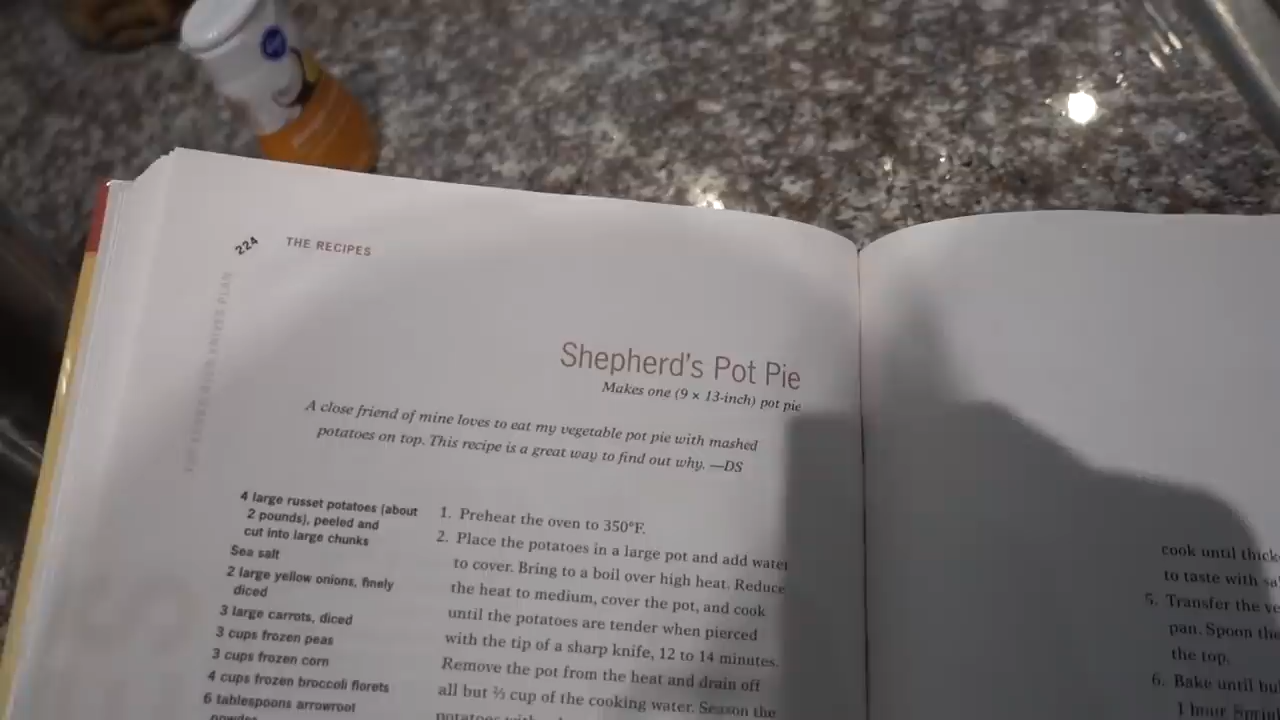 224 THE RECIPES
Shepherd's Pot Pie
Makes one (9 × 13-inch) pot pie
A close friend of mine loves to eat my vegetable pot pie with mashed
potatoes on top. This recipe is a great way to find out why. —DS
4 large russet potatoes (about
2 pounds), peeled and
cut into large chunks
Sea salt
2 large yellow onions, finely
diced
3 large carrots, diced
3 cups frozen peas
3 cups frozen corn
4 cups frozen broccoli florets
6 tablespoons arrowroot
powder
1. Preheat the oven to 350°F.
2. Place the potatoes in a large pot and add water
to cover. Bring to a boil over high heat. Reduce
the heat to medium, cover the pot, and cook
until the potatoes are tender when pierced
with the tip of a sharp knife, 12 to 14 minutes.
Remove the pot from the heat and drain off
all but ⅔ cup of the cooking water. Season the
potatoes with
cook until thick
to taste with sa
5. Transfer the ve
pan. Spoon the
the top.
6. Bake until bu
1 hour